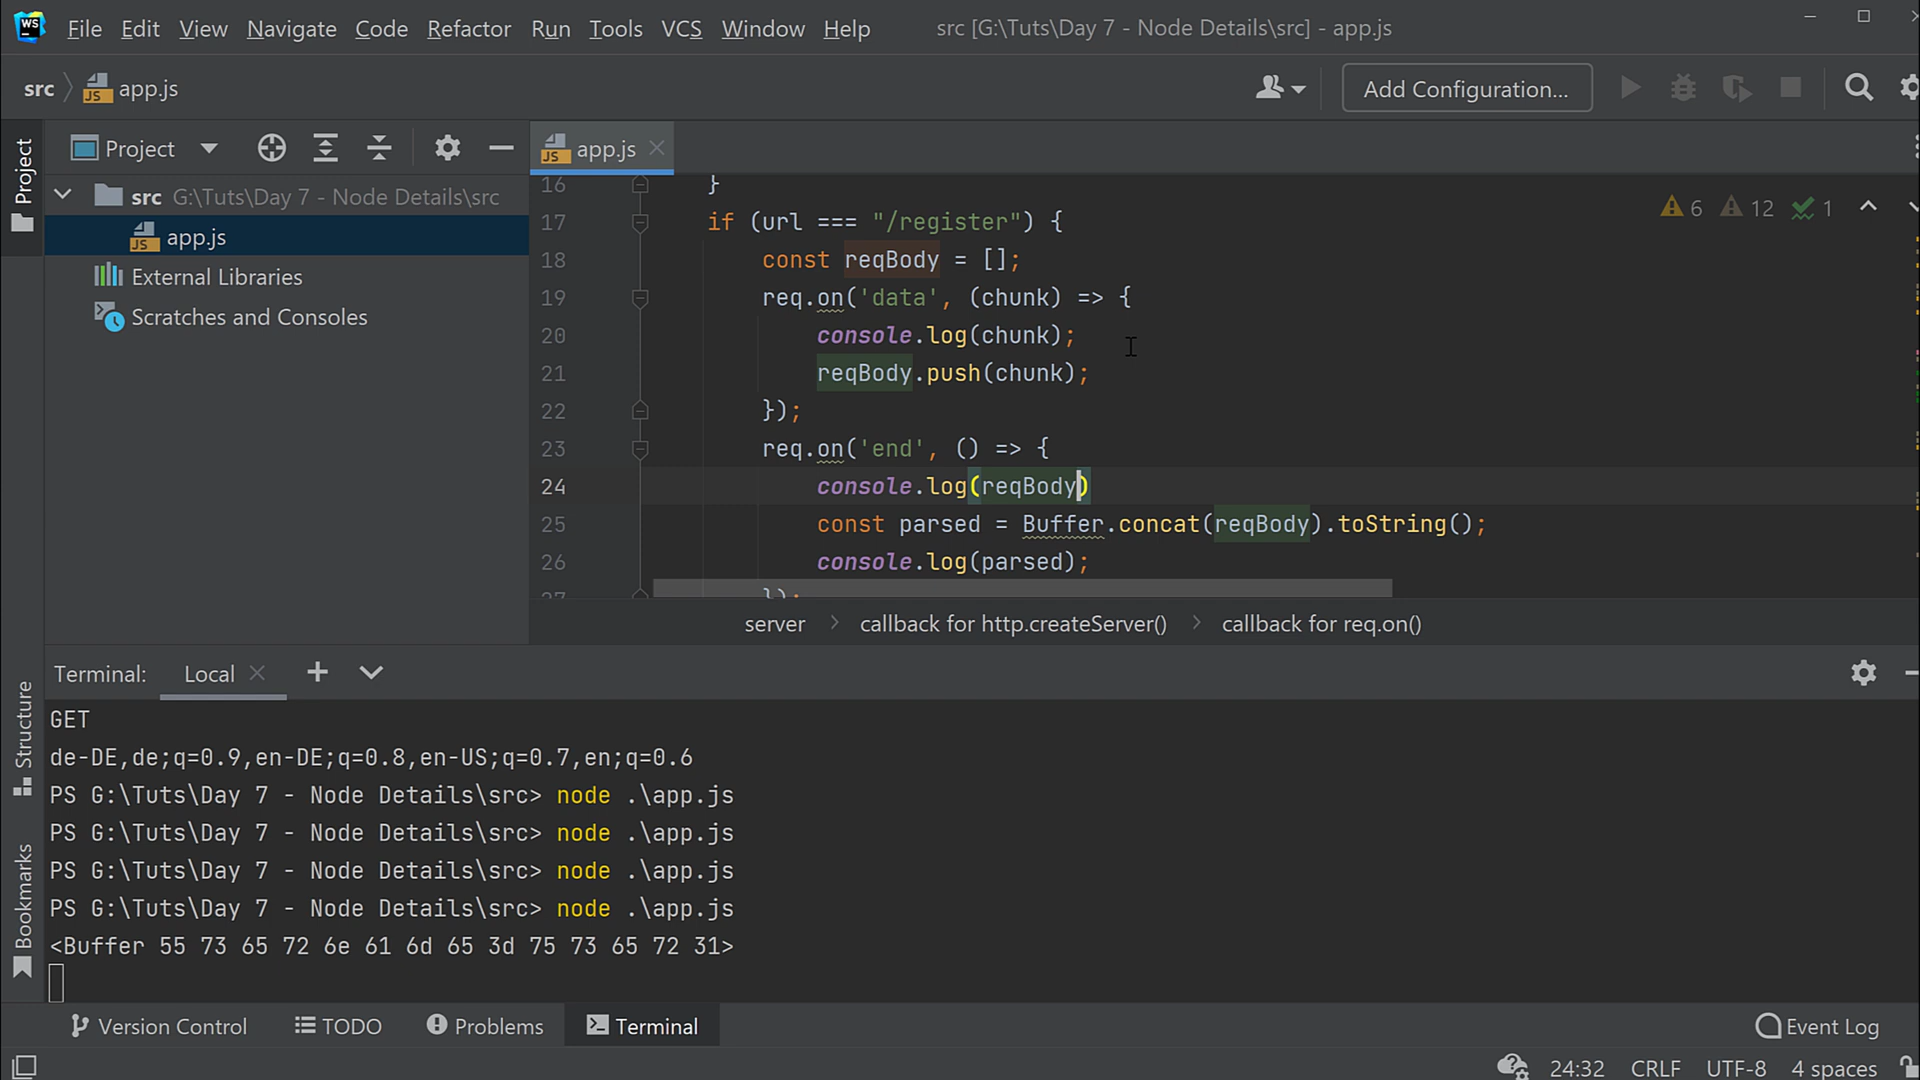 WS File Edit View Navigate Code Refactor Run Tools VCS Window Help src [G:\Tuts\Day 7 - Node Details\src] - app.js
src app.js Add Configuration...
Project
Project app.js
src G:\Tuts\Day 7 - Node Details\src
app.js
External Libraries
Scratches and Consoles
16 }
17 if (url === "/register") {
18 const reqBody = [];
19 req.on('data', (chunk) => {
20 console.log(chunk);
21 reqBody.push(chunk);
22 });
23 req.on('end', () => {
24 console.log(reqBody)
25 const parsed = Buffer.concat(reqBody).toString();
26 console.log(parsed);
27 });
6 12 1
server callback for http.createServer() callback for req.on()
Structure
Bookmarks
Terminal: Local
GET
de-DE,de;q=0.9,en-DE;q=0.8,en-US;q=0.7,en;q=0.6
PS G:\Tuts\Day 7 - Node Details\src> node .\app.js
PS G:\Tuts\Day 7 - Node Details\src> node .\app.js
PS G:\Tuts\Day 7 - Node Details\src> node .\app.js
PS G:\Tuts\Day 7 - Node Details\src> node .\app.js
<Buffer 55 73 65 72 6e 61 6d 65 3d 75 73 65 72 31>
Version Control TODO Problems Terminal Event Log
24:32 CRLF UTF-8 4 spaces